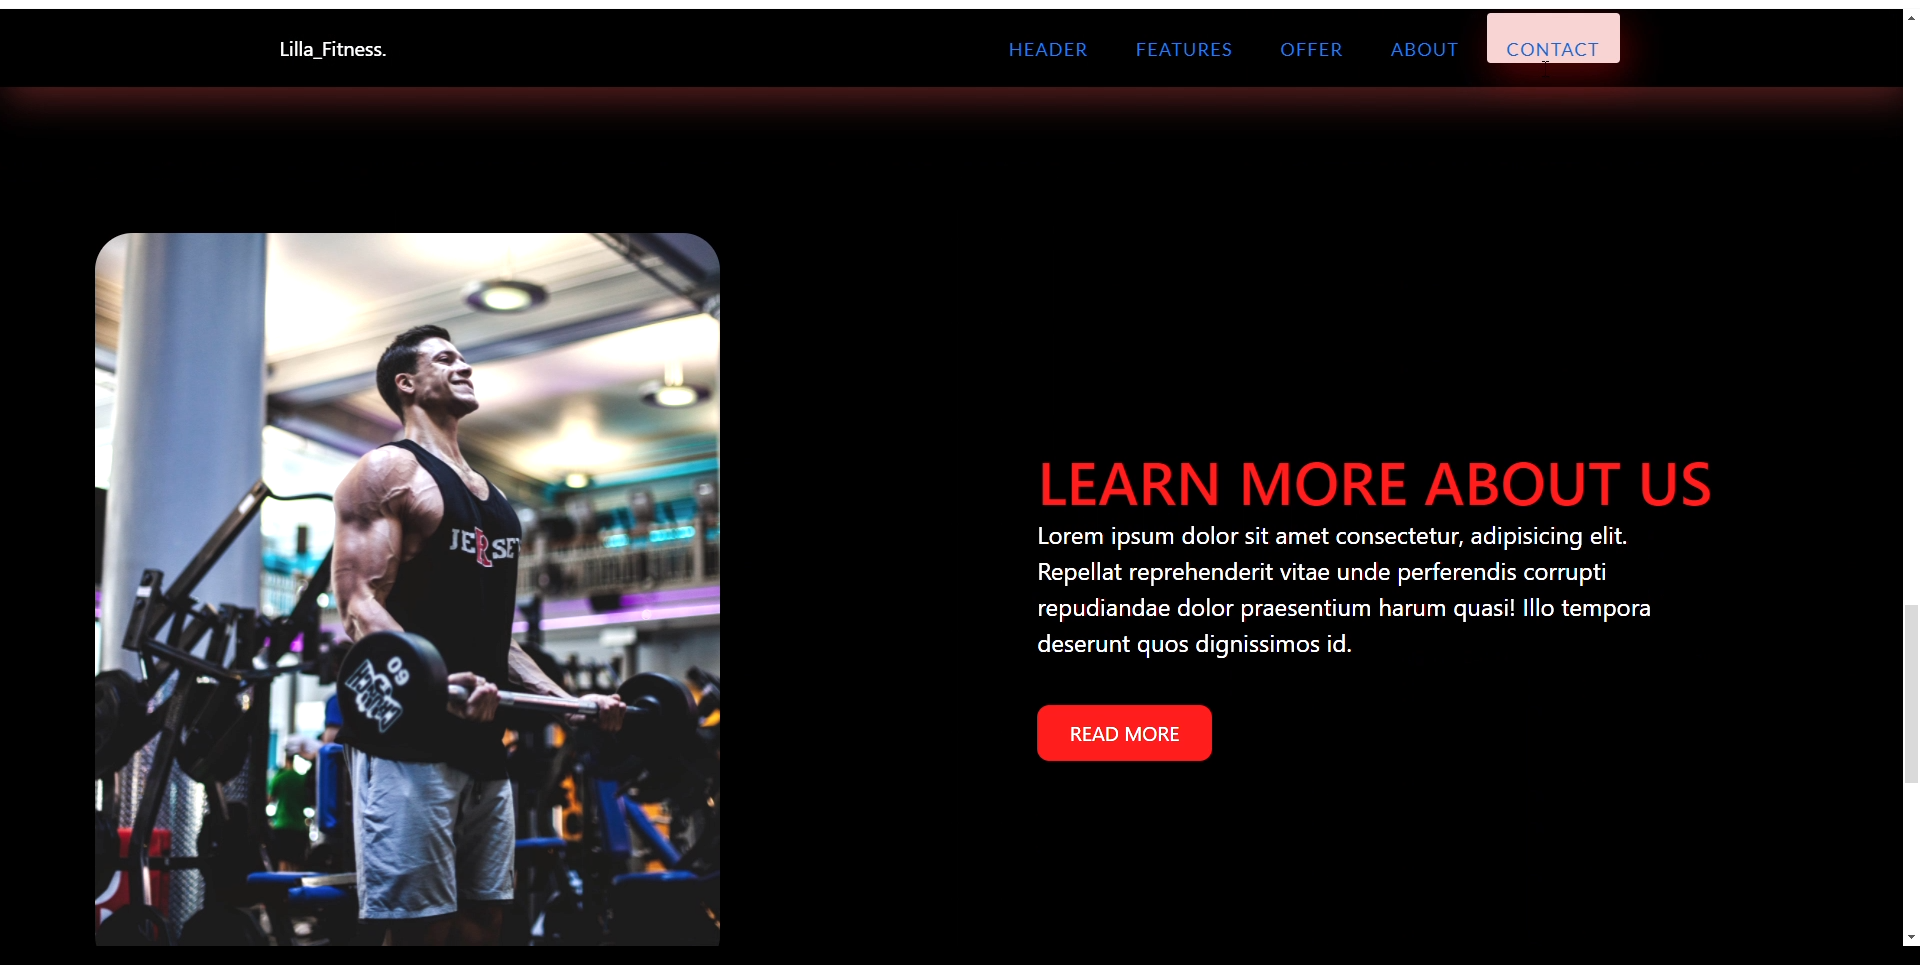 Lilla_Fitness.
HEADER FEATURES OFFER ABOUT CONTACT
LEARN MORE ABOUT US
Lorem ipsum dolor sit amet consectetur, adipisicing elit.
Repellat reprehenderit vitae unde perferendis corrupti
repudiandae dolor praesentium harum quasi! Illo tempora
deserunt quos dignissimos id.
READ MORE
JERSEY
60
CRUNCH